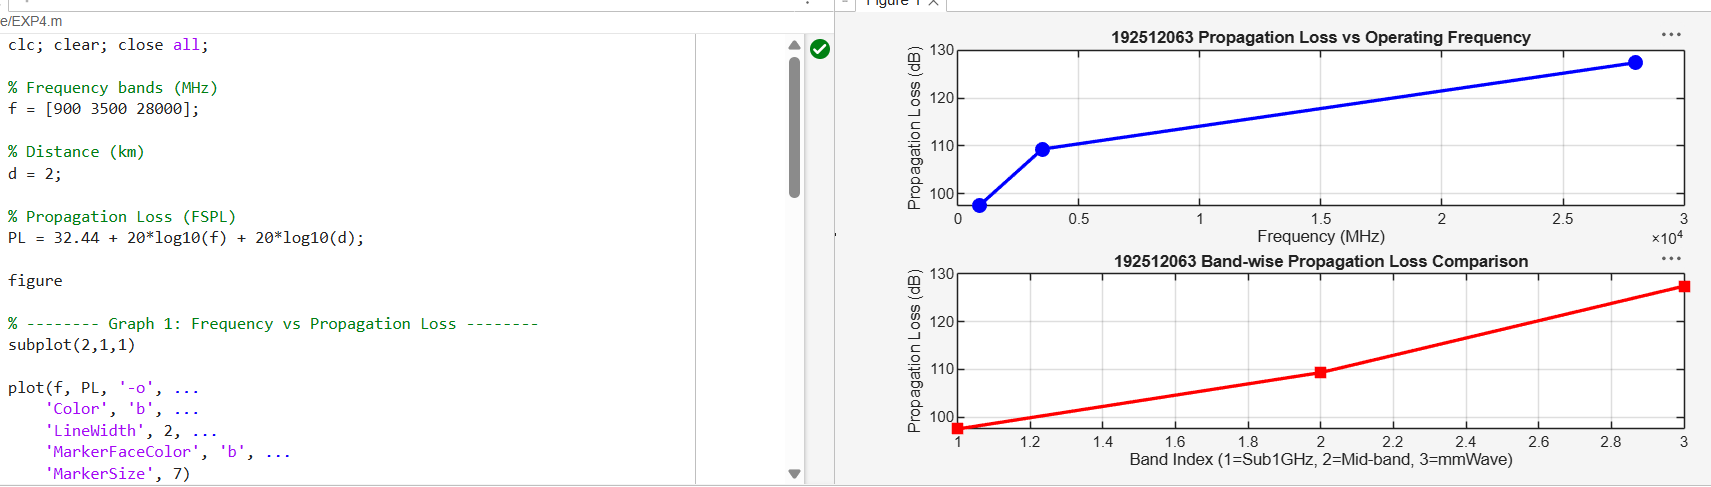 e/EXP4.m
clc; clear; close all;
% Frequency bands (MHz)
f = [900 3500 28000];
% Distance (km)
d = 2;
% Propagation Loss (FSPL)
PL = 32.44 + 20*log10(f) + 20*log10(d);
figure
% -------- Graph 1: Frequency vs Propagation Loss --------
subplot(2,1,1)
plot(f, PL, '-o', ...
'Color', 'b', ...
'LineWidth', 2, ...
'MarkerFaceColor', 'b', ...
'MarkerSize', 7)
Figure 1
192512063 Propagation Loss vs Operating Frequency
Propagation Loss (dB)
130
120
110
100
0 0.5 1 1.5 2 2.5 3
Frequency (MHz)
×10⁴
192512063 Band-wise Propagation Loss Comparison
Propagation Loss (dB)
130
120
110
100
1 1.2 1.4 1.6 1.8 2 2.2 2.4 2.6 2.8 3
Band Index (1=Sub1GHz, 2=Mid-band, 3=mmWave)